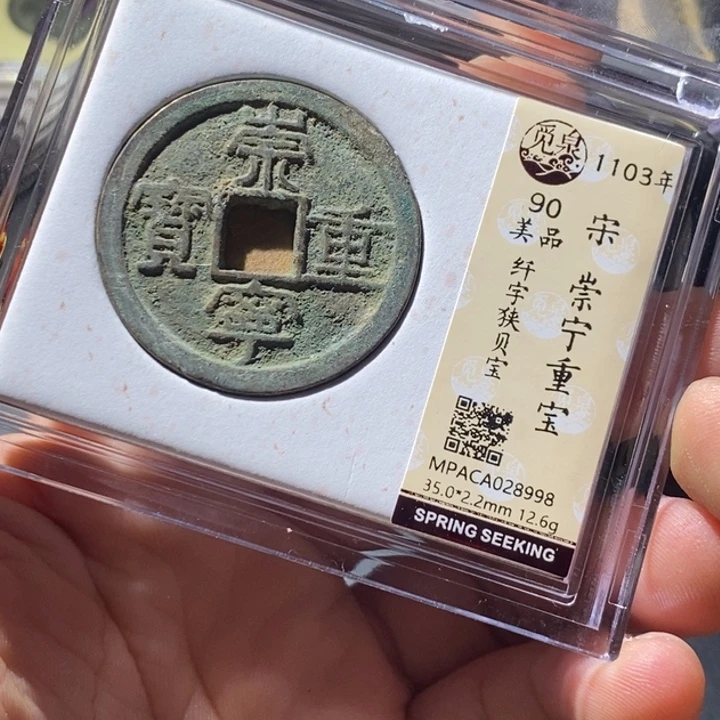 崇
寧
重
寶
觅泉
1103年
宋 崇宁重宝
90
美品
纤字狭贝宝
MPACA028998
35.0*2.2mm 12.6g
SPRING SEEKING